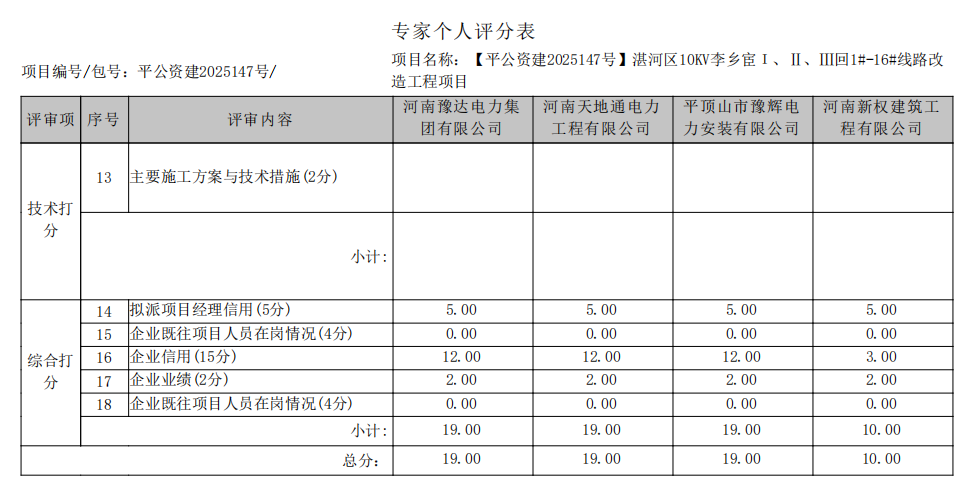 专家个人评分表
项目编号/包号：平公资建2025147号/
项目名称：【平公资建2025147号】湛河区10KV李乡宦Ⅰ、Ⅱ、Ⅲ回1#-16#线路改
造工程项目
评审项 序号 评审内容 河南豫达电力集团有限公司 河南天地通电力工程有限公司 平顶山市豫辉电力安装有限公司 河南新权建筑工程有限公司
技术打分
13 主要施工方案与技术措施(2分)
小计:
综合打分
14 拟派项目经理信用(5分) 5.00 5.00 5.00 5.00
15 企业既往项目人员在岗情况(4分) 0.00 0.00 0.00 0.00
16 企业信用(15分) 12.00 12.00 12.00 3.00
17 企业业绩(2分) 2.00 2.00 2.00 2.00
18 企业既往项目人员在岗情况(4分) 0.00 0.00 0.00 0.00
小计: 19.00 19.00 19.00 10.00
总分： 19.00 19.00 19.00 10.00